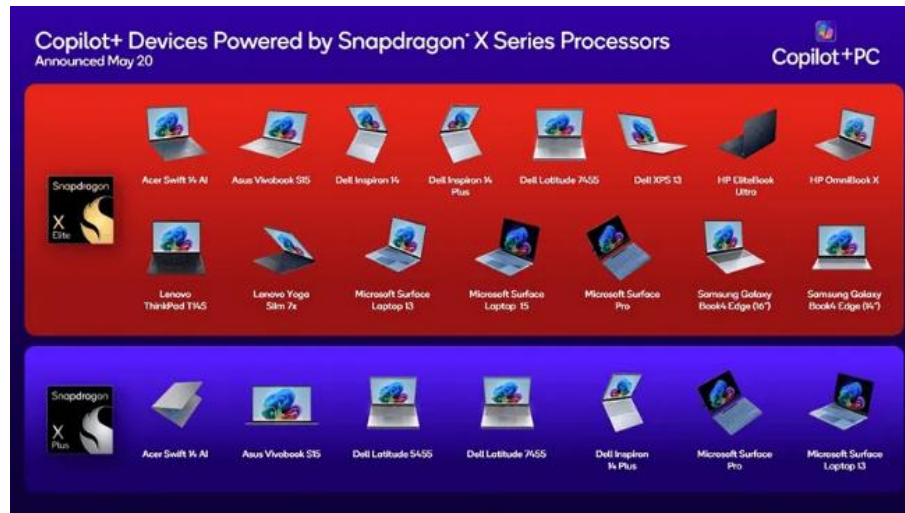 Copilot+ Devices Powered by Snapdragon® X Series Processors
Announced May 20
Copilot+PC
Snapdragon
X
Elite
Acer Swift 14 AI
Asus Vivobook S15
Dell Inspiron 14
Dell Inspiron 14
Plus
Dell Latitude 7455
Dell XPS 13
HP EliteBook
Ultra
HP OmniBook X
Lenovo
ThinkPad T14S
Lenovo Yoga
Slim 7x
Microsoft Surface
Laptop 13
Microsoft Surface
Laptop 15
Microsoft Surface
Pro
Samsung Galaxy
Book4 Edge (16")
Samsung Galaxy
Book4 Edge (14")
Snapdragon
X
Plus
Acer Swift 14 AI
Asus Vivobook S15
Dell Latitude 5455
Dell Latitude 7455
Dell Inspiron
14 Plus
Microsoft Surface
Pro
Microsoft Surface
Laptop 13